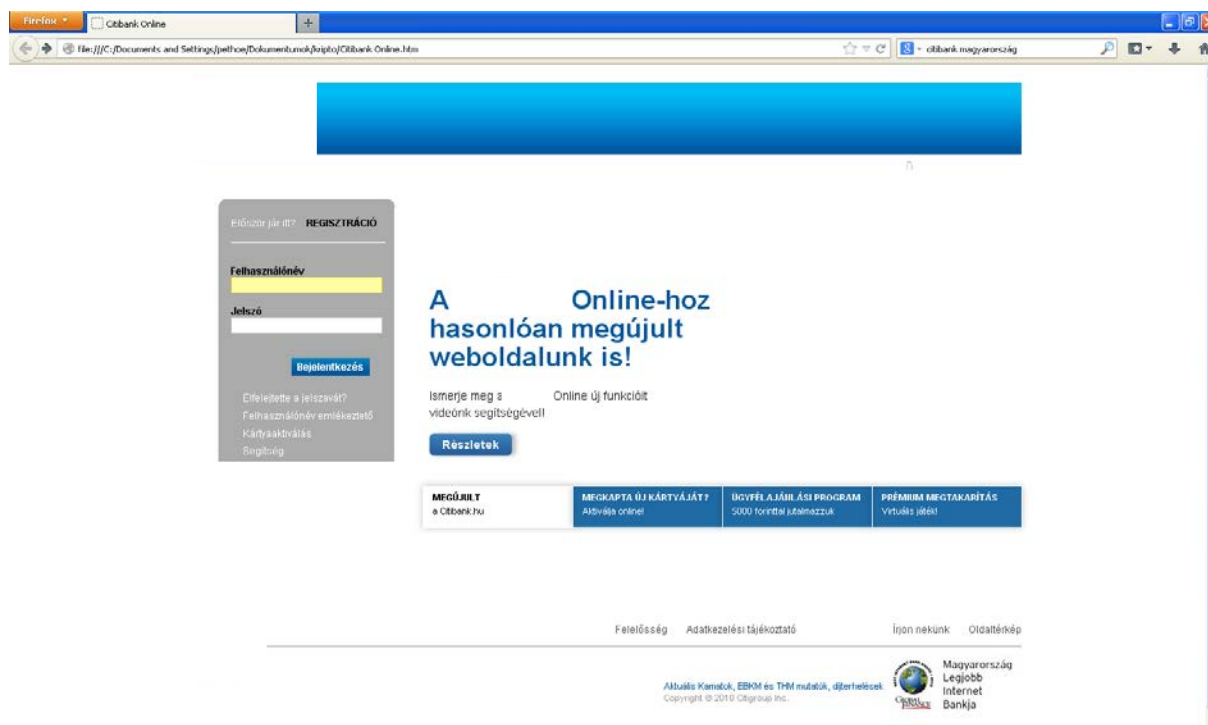 Firefox
Citibank Online
file:///C:/Documents and Settings/pethoe/Dokumentumok/kripto/Citibank Online.htm
citibank magyarország
Először jár itt? REGISZTRÁCIÓ
Felhasználónév
Jelszó
Bejelentkezés
Elfelejtette a jelszavát?
Felhasználónév emlékeztető
Kártyaaktiválás
Segítség
A Online-hoz
hasonlóan megújult
weboldalunk is!
Ismerje meg a Online új funkcióit
videónk segítségével!
Részletek
MEGÚJULT
a Citibank.hu
MEGKAPTA ÚJ KÁRTYÁJÁT?
Aktiválja online!
ÜGYFÉLAJÁNLÁSI PROGRAM
5000 forinttal jutalmazzuk
PRÉMIUM MEGTAKARÍTÁS
Virtuális játék!
Felelősség Adatkezelési tájékoztató Írjon nekünk Oldaltérkép
Aktuális Kamatok, EBKM és THM mutatók, díjterhelések
Copyright © 2010 Citigroup Inc.
GLOBAL
FINANCE
Magyarország
Legjobb
Internet
Bankja